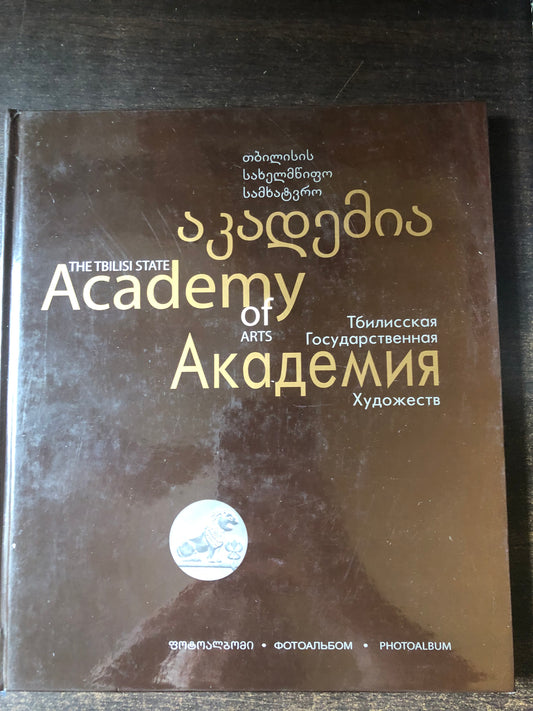 თბილისის
სახელმწიფო
სამხატვრო
აკადემია
THE TBILISI STATE
Academy
of
ARTS
Тбилисская
Государственная
Академия
Художеств
ფოტოალბომი • ФОТОАЛЬБОМ • PHOTOALBUM